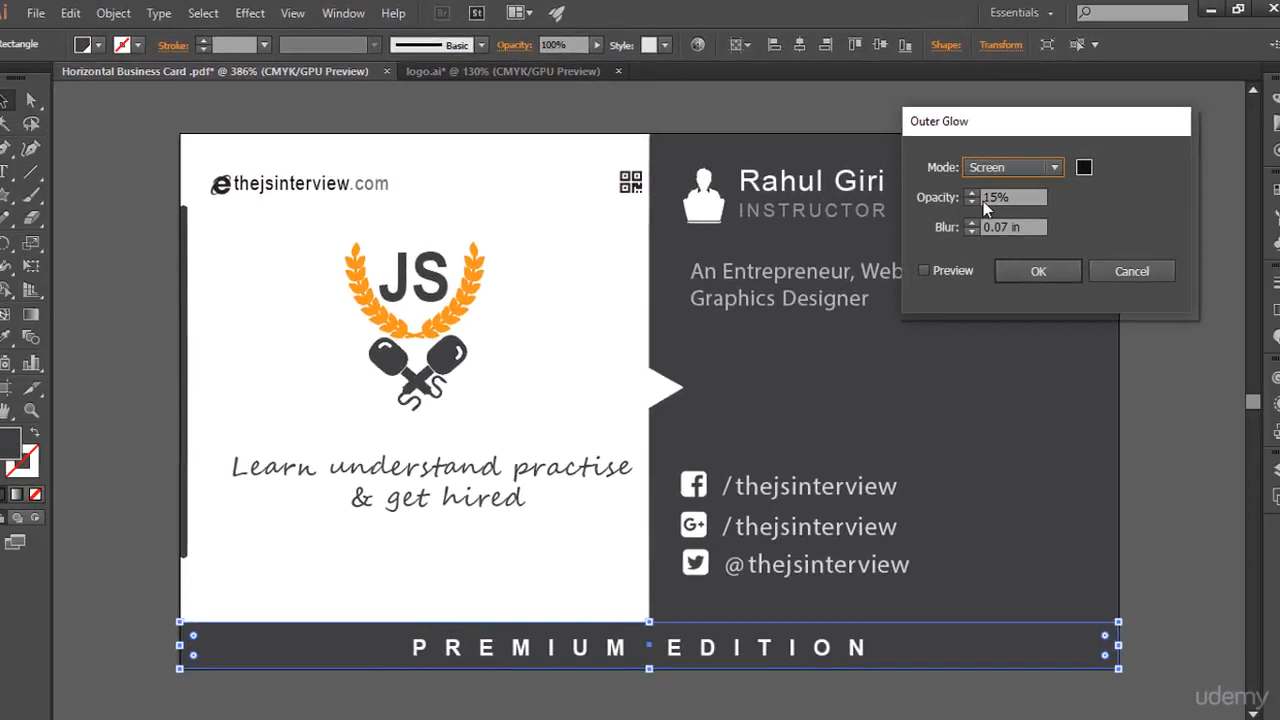 File Edit Object Type Select Effect View Window Help Br St Essentials
Rectangle Stroke: Basic Opacity: 100% Style: Shape: Transform
Horizontal Business Card .pdf* @ 386% (CMYK/GPU Preview) × logo.ai* @ 130% (CMYK/GPU Preview) ×
Outer Glow
Mode: Screen
Opacity: 15%
Blur: 0.07 in
Preview OK Cancel
thejsinterview.com
JS
Learn understand practise
& get hired
Rahul Giri
INSTRUCTOR
An Entrepreneur, Web
Graphics Designer
/thejsinterview
/thejsinterview
@thejsinterview
PREMIUM EDITION
udemy